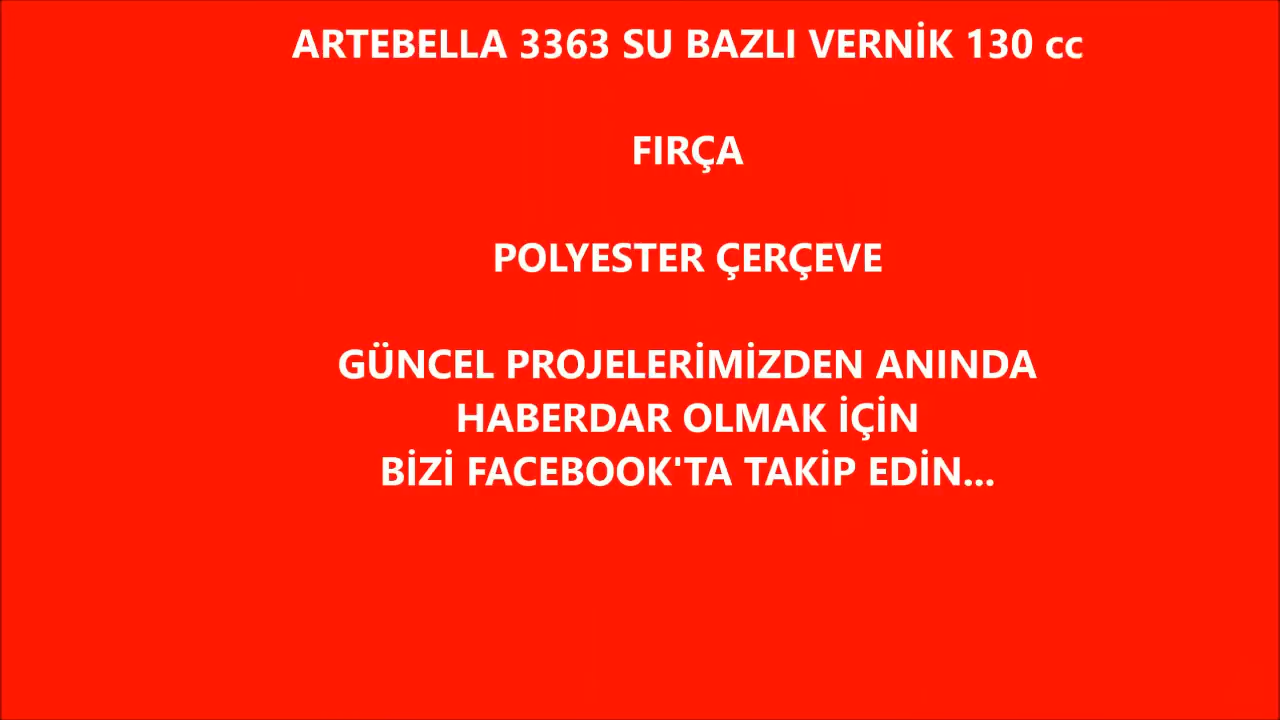 ARTEBELLA 3363 SU BAZLI VERNİK 130 cc
FIRÇA
POLYESTER ÇERÇEVE
GÜNCEL PROJELERİMİZDEN ANINDA
HABERDAR OLMAK İÇİN
BİZİ FACEBOOK'TA TAKİP EDİN...